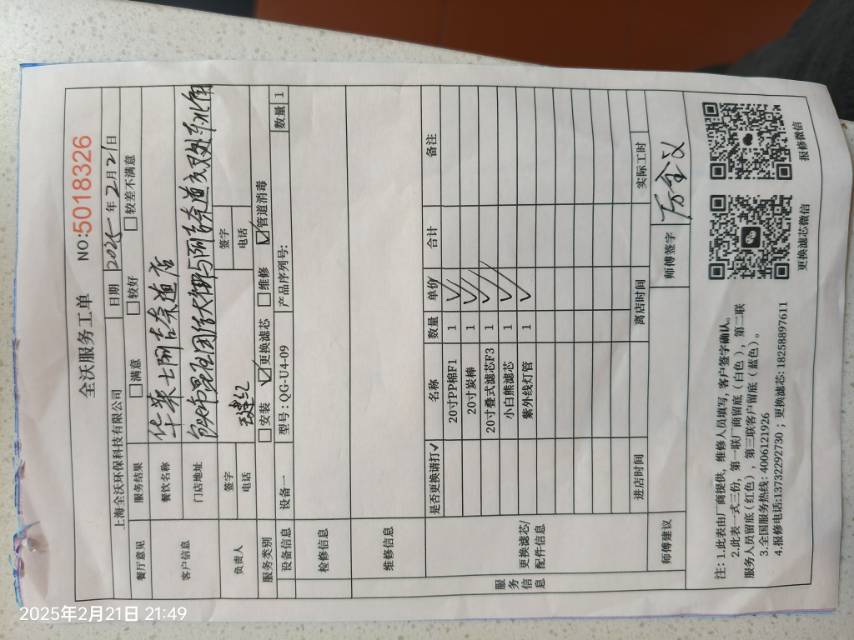 全沃服务工单
NO:5018326
上海全沃环保科技有限公司 日期 2025年2月21日
餐厅意见 服务结果 满意 较好 较差不满意
客户信息 餐饮名称 华莱士阿吉泰道店
门店地址
负责人 签字 签字
电话 电话
服务类别 安装 更换滤芯 维修 管道消毒
设备信息 设备一 型号:QG-U4-09 产品序列号: 数量 1
检修信息
维修信息
服务信息 更换滤芯/配件信息
是否更换请打✓ 名称 数量 单价 合计 备注
20寸PP棉F1 1 ✓
20寸炭棒 1 ✓
20寸叠式滤芯F3 1 ✓
小白熊滤芯 1 ✓
紫外线灯管 1 ✓
进店时间 离店时间 实际工时
师傅建议 师傅签字
注:1.此表由厂商提供,维修人员填写,客户签字确认。
2.此表一式三份,第一联厂商留底(白色),第二联
服务人员留底(红色),第三联客户留底(蓝色)。
3.全国服务热线:4006121926
4.报修电话:13732292730;更换滤芯:18258897611
更换滤芯微信 报修微信
2025年2月21日 21:49